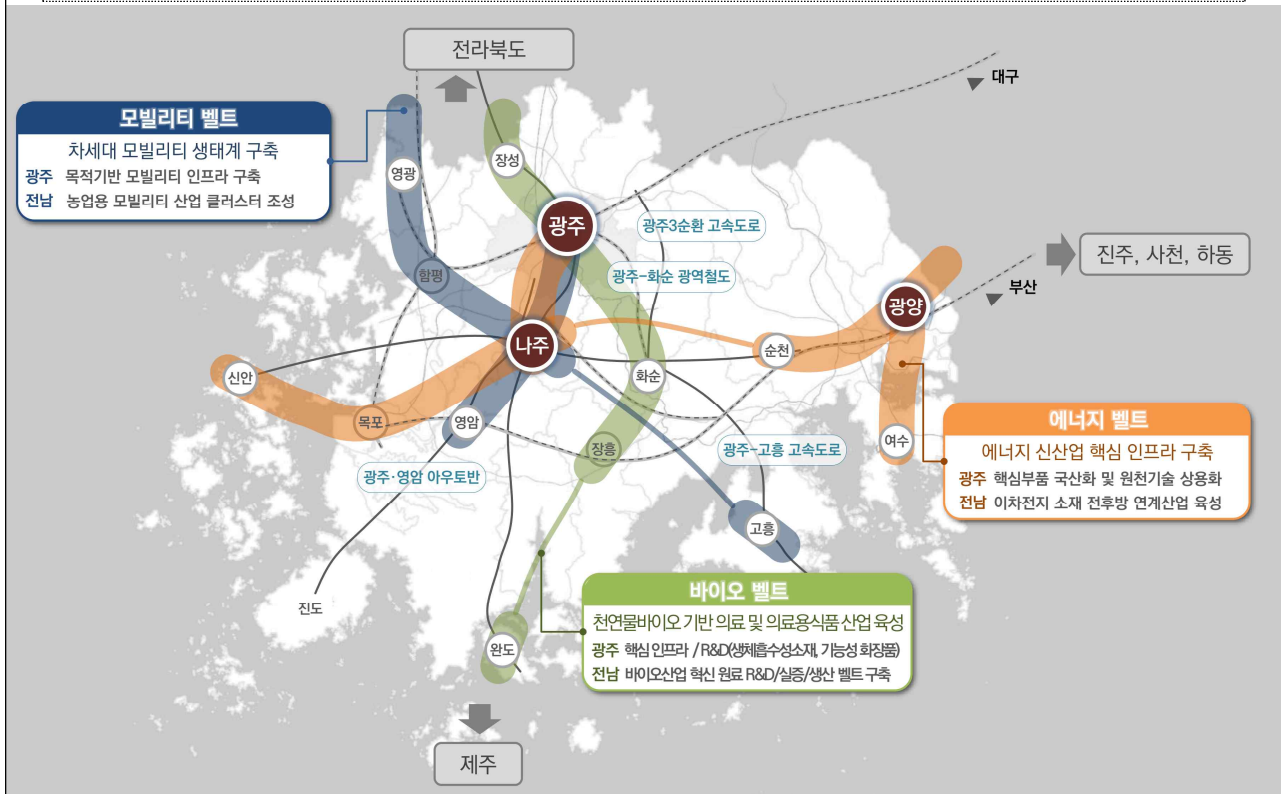 전라북도
대구
모빌리티 벨트
차세대 모빌리티 생태계 구축
광주 목적기반 모빌리티 인프라 구축
전남 농업용 모빌리티 산업 클러스터 조성
장성
영광
광주
광주3순환 고속도로
진주, 사천, 하동
함평
광주-화순 광역철도
부산
광양
나주
순천
신안
화순
목포
영암
에너지 벨트
에너지 신산업 핵심 인프라 구축
광주 핵심부품 국산화 및 원천기술 상용화
전남 이차전지 소재 전후방 연계산업 육성
여수
장흥
광주-고흥 고속도로
광주·영암 아우토반
고흥
바이오 벨트
천연물바이오 기반 의료 및 의료용식품 산업 육성
광주 핵심 인프라 / R&D(생체흡수성소재, 기능성 화장품)
전남 바이오산업 혁신 원료 R&D/실증/생산 벨트 구축
진도
완도
제주